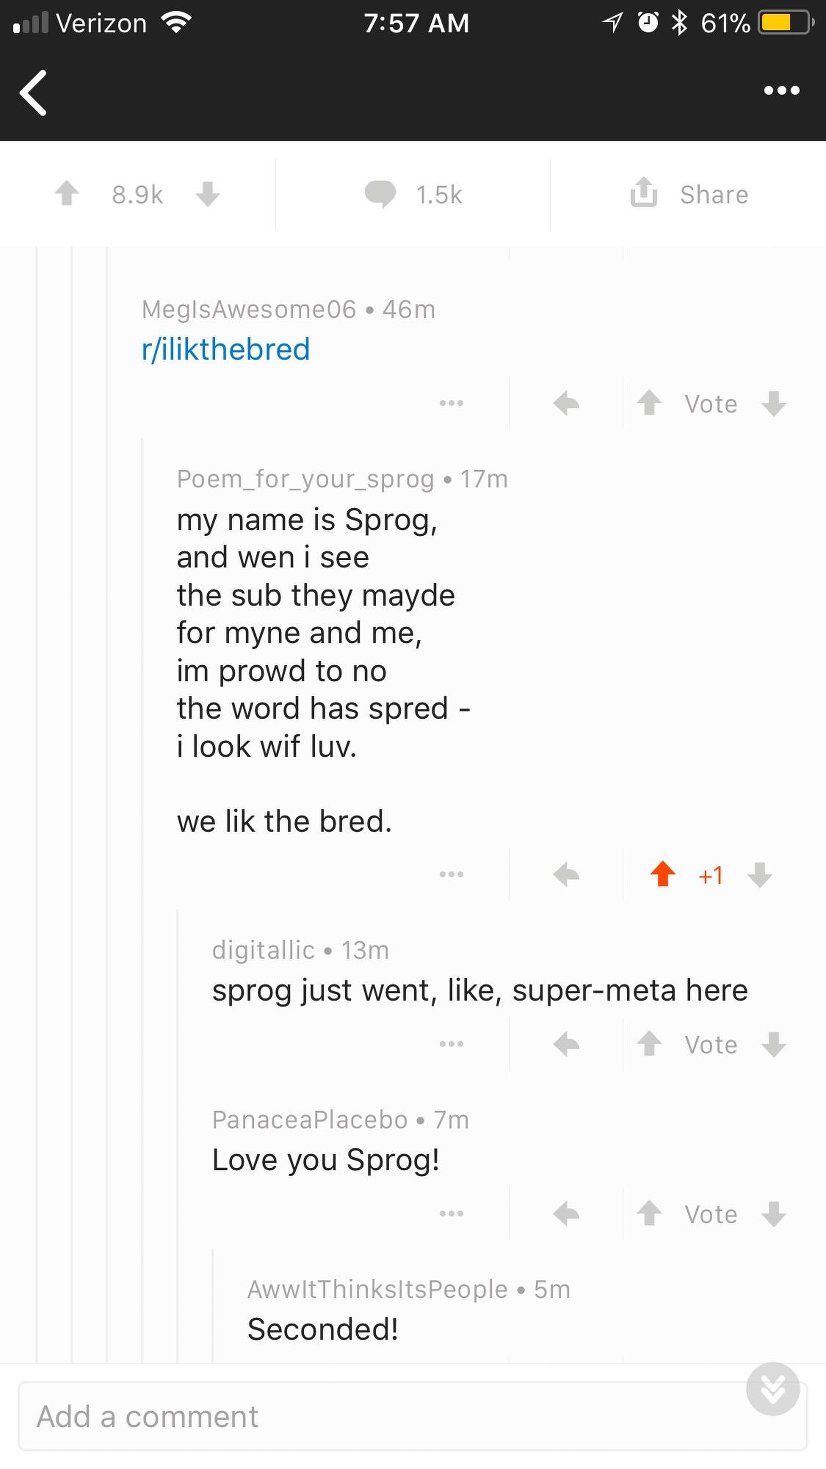 Verizon 7:57 AM 61%
8.9k 1.5k Share
MegIsAwesome06 • 46m
r/ilikthebred
Vote
Poem_for_your_sprog • 17m
my name is Sprog,
and wen i see
the sub they mayde
for myne and me,
im prowd to no
the word has spred -
i look wif luv.
we lik the bred.
+1
digitallic • 13m
sprog just went, like, super-meta here
Vote
PanaceaPlacebo • 7m
Love you Sprog!
Vote
AwwItThinksItsPeople • 5m
Seconded!
Add a comment